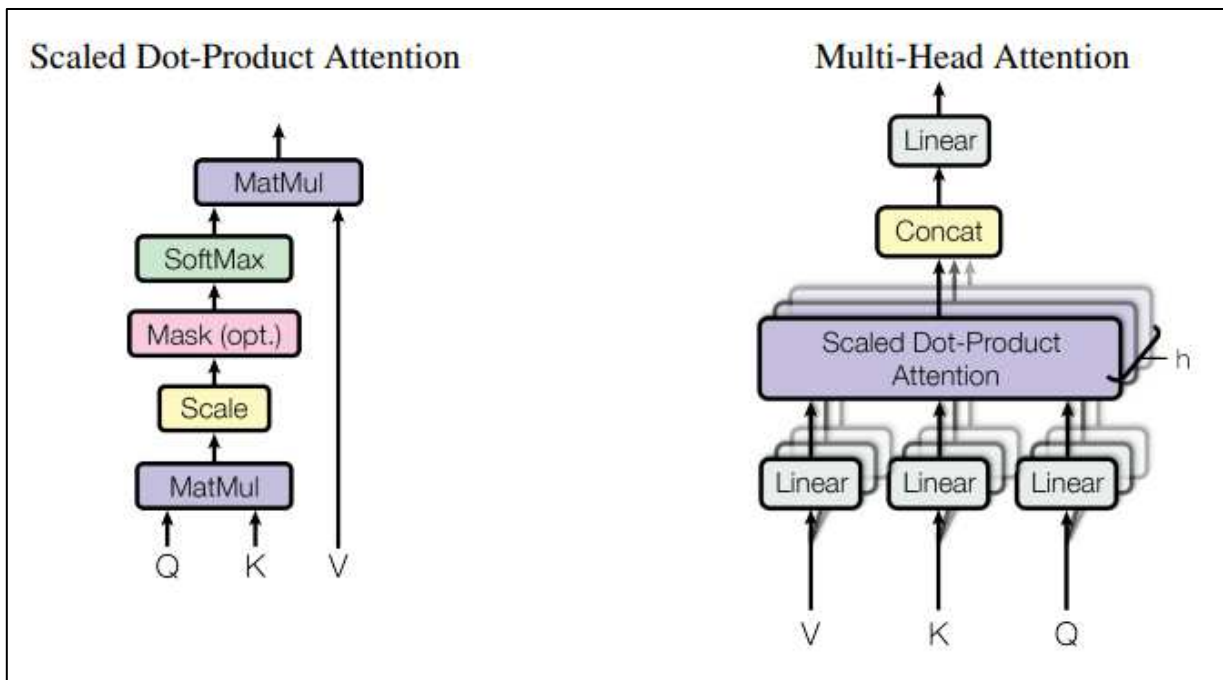 Scaled Dot-Product Attention
MatMul
SoftMax
Mask (opt.)
Scale
MatMul
Q K V
Multi-Head Attention
Linear
Concat
Scaled Dot-Product
Attention
h
Linear Linear Linear
V K Q